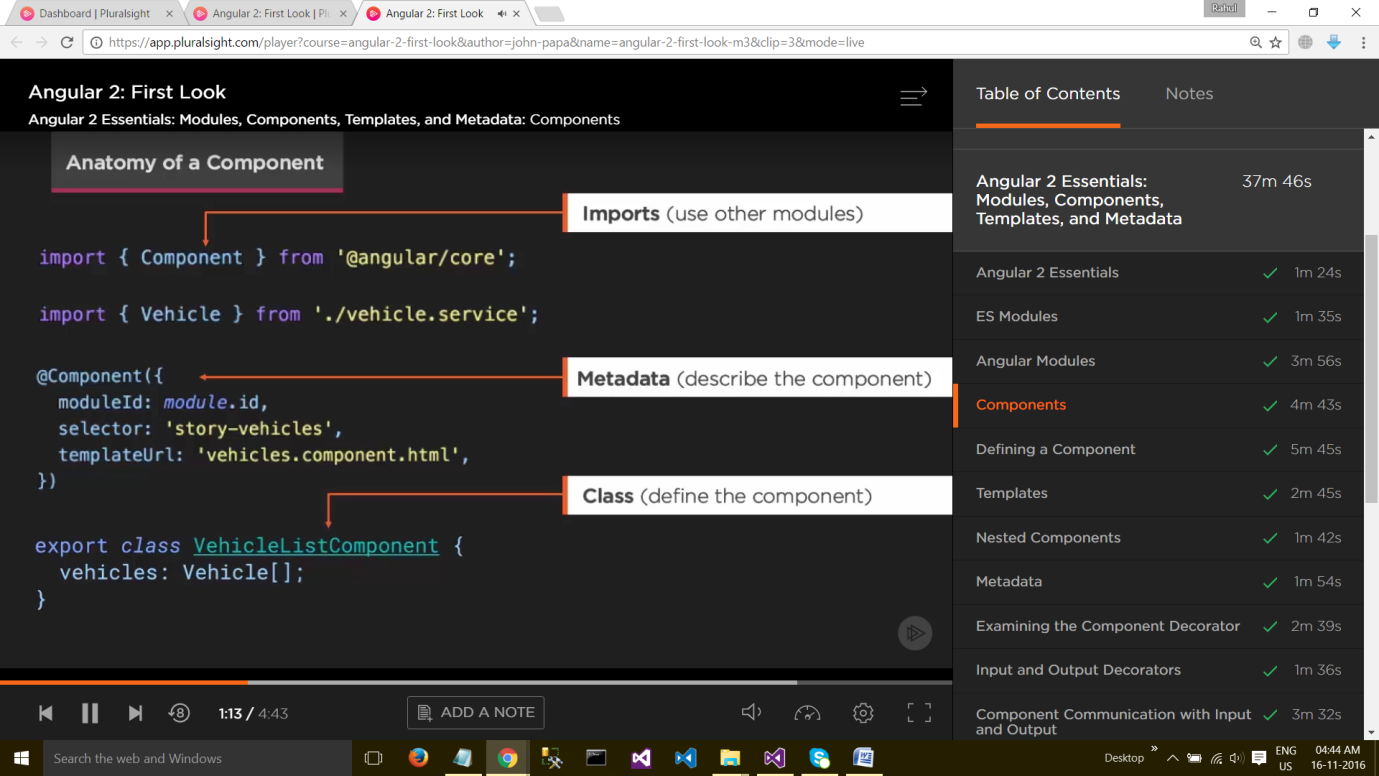 Dashboard | Pluralsight
Angular 2: First Look | Pl
Angular 2: First Look
Rahul
https://app.pluralsight.com/player?course=angular-2-first-look&author=john-papa&name=angular-2-first-look-m3&clip=3&mode=live
Angular 2: First Look
Angular 2 Essentials: Modules, Components, Templates, and Metadata: Components
Anatomy of a Component
Imports (use other modules)
import { Component } from '@angular/core';
import { Vehicle } from './vehicle.service';
Metadata (describe the component)
@Component({
moduleId: module.id,
selector: 'story-vehicles',
templateUrl: 'vehicles.component.html',
})
Class (define the component)
export class VehicleListComponent {
vehicles: Vehicle[];
}
8
1:13 / 4:43
ADD A NOTE
Table of Contents
Notes
Angular 2 Essentials: 37m 46s
Modules, Components,
Templates, and Metadata
Angular 2 Essentials 1m 24s
ES Modules 1m 35s
Angular Modules 3m 56s
Components 4m 43s
Defining a Component 5m 45s
Templates 2m 45s
Nested Components 1m 42s
Metadata 1m 54s
Examining the Component Decorator 2m 39s
Input and Output Decorators 1m 36s
Component Communication with Input 3m 32s
and Output
Search the web and Windows
Desktop
ENG
US
04:44 AM
16-11-2016